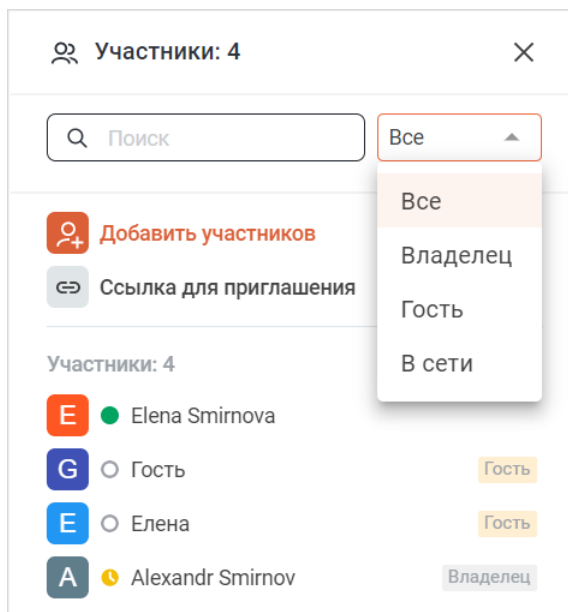 Участники: 4
Поиск
Все
Все
Владелец
Гость
В сети
Добавить участников
Ссылка для приглашения
Участники: 4
E Elena Smirnova
G Гость Гость
E Елена Гость
A Alexandr Smirnov Владелец